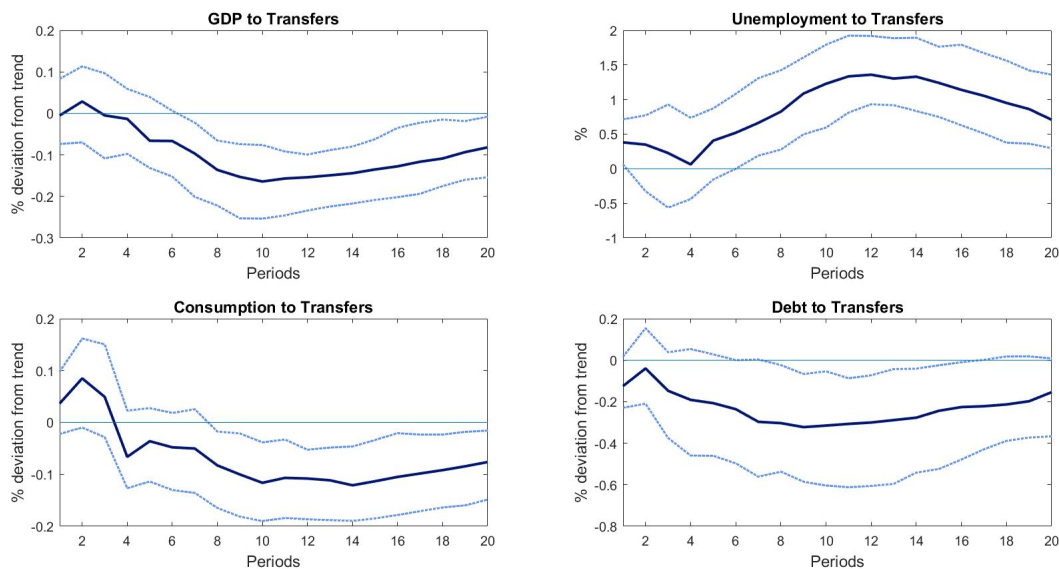 GDP to Transfers
0.2
0.1
0
-0.1
-0.2
-0.3
% deviation from trend
2 4 6 8 10 12 14 16 18 20
Periods
Unemployment to Transfers
2
1.5
1
0.5
0
-0.5
-1
%
2 4 6 8 10 12 14 16 18 20
Periods
Consumption to Transfers
0.2
0.1
0
-0.1
-0.2
% deviation from trend
2 4 6 8 10 12 14 16 18 20
Periods
Debt to Transfers
0.2
0
-0.2
-0.4
-0.6
-0.8
% deviation from trend
2 4 6 8 10 12 14 16 18 20
Periods